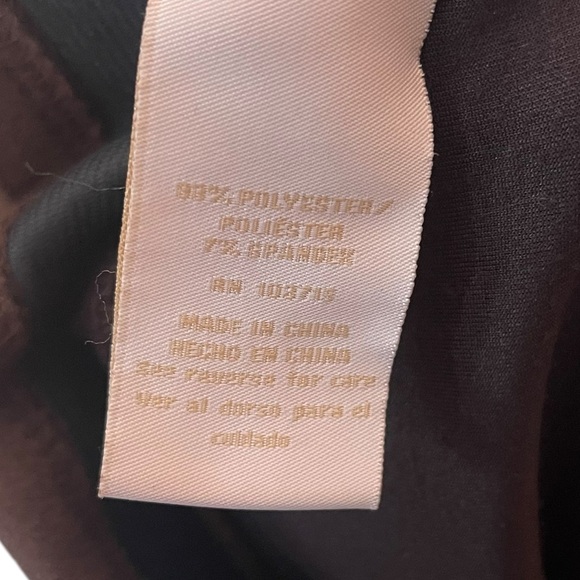 93% POLYESTER/
POLIÉSTER
7% SPANDEX
RN 103715
MADE IN CHINA
HECHO EN CHINA
See reverse for care
Ver al dorso para el
cuidado